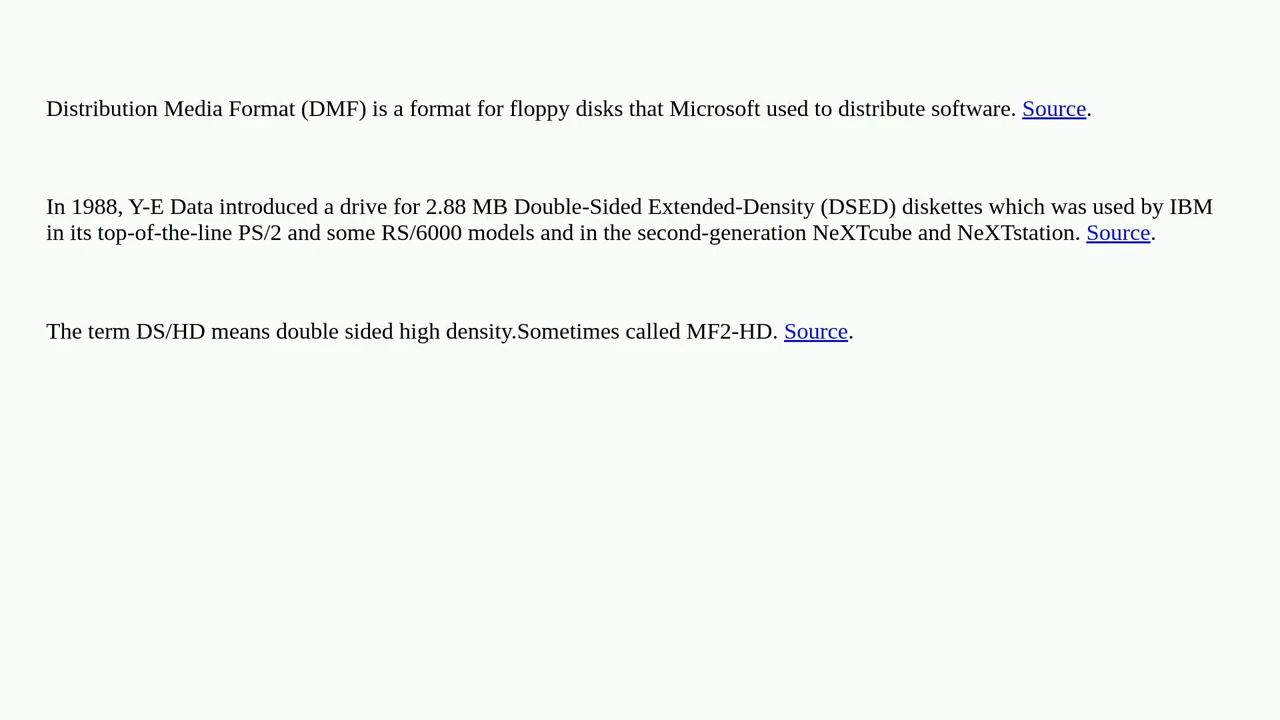 Distribution Media Format (DMF) is a format for floppy disks that Microsoft used to distribute software. Source.
In 1988, Y-E Data introduced a drive for 2.88 MB Double-Sided Extended-Density (DSED) diskettes which was used by IBM
in its top-of-the-line PS/2 and some RS/6000 models and in the second-generation NeXTcube and NeXTstation. Source.
The term DS/HD means double sided high density.Sometimes called MF2-HD. Source.